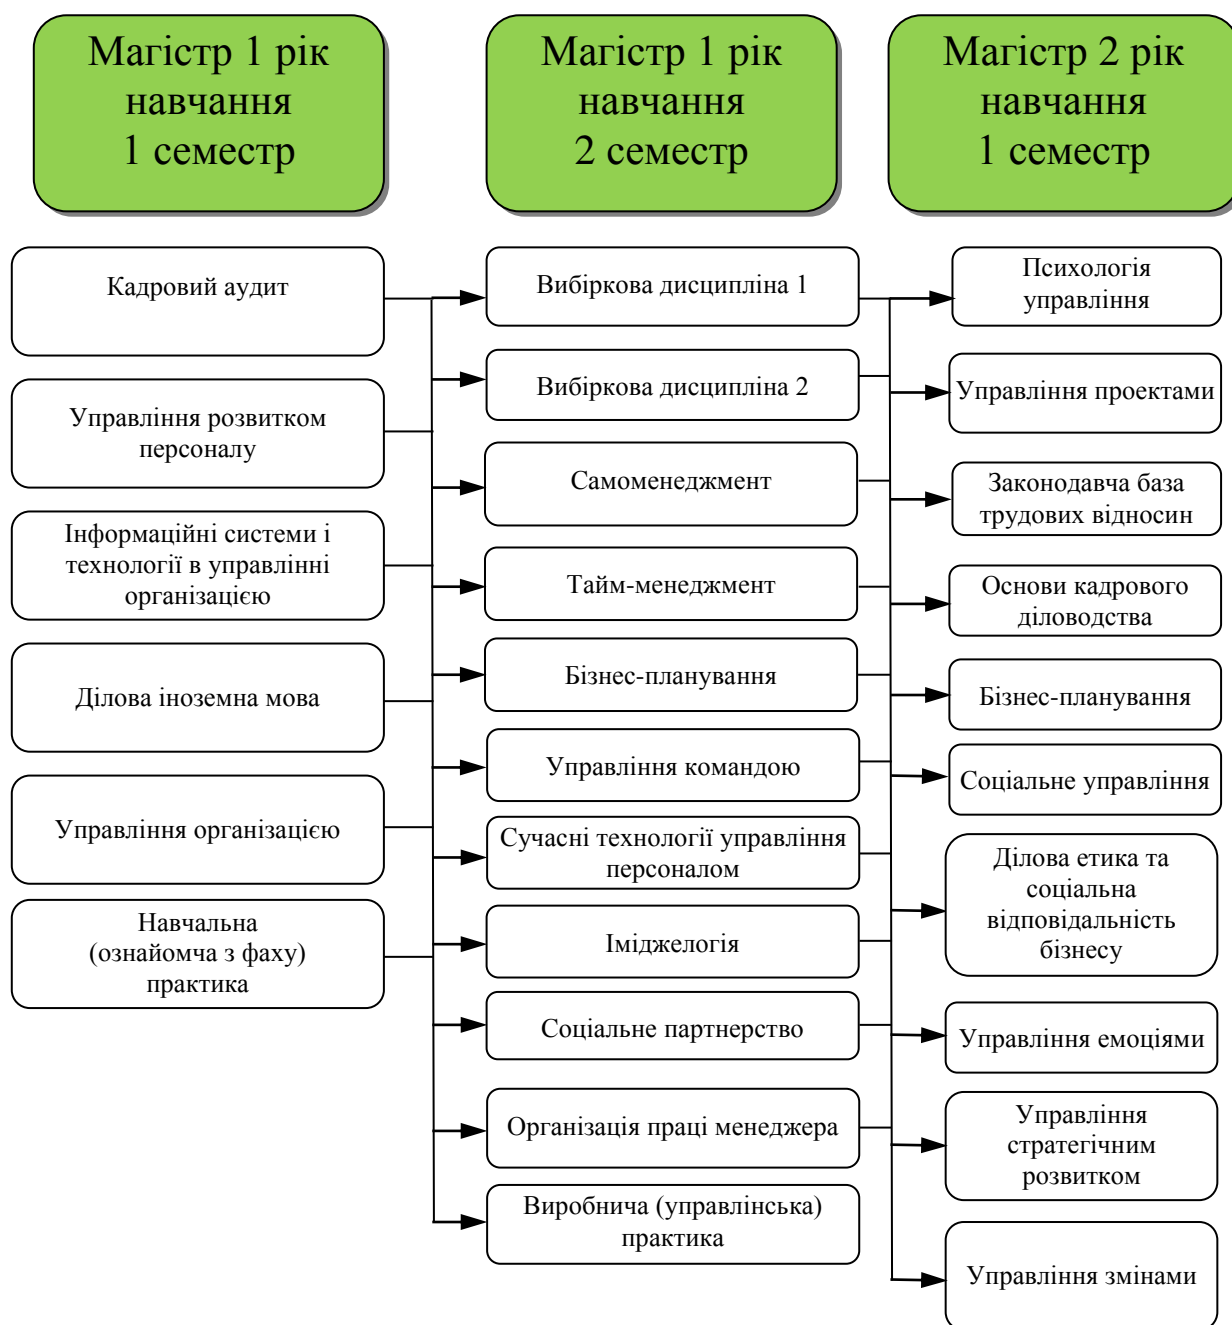 Магістр 1 рік
навчання
1 семестр
Магістр 1 рік
навчання
2 семестр
Магістр 2 рік
навчання
1 семестр
Кадровий аудит
Управління розвитком
персоналу
Інформаційні системи і
технології в управлінні
організацією
Ділова іноземна мова
Управління організацією
Навчальна
(ознайомча з фаху)
практика
Вибіркова дисципліна 1
Вибіркова дисципліна 2
Самоменеджмент
Тайм-менеджмент
Бізнес-планування
Управління командою
Сучасні технології управління
персоналом
Іміджелогія
Соціальне партнерство
Організація праці менеджера
Виробнича (управлінська)
практика
Психологія
управління
Управління проектами
Законодавча база
трудових відносин
Основи кадрового
діловодства
Бізнес-планування
Соціальне управління
Ділова етика та
соціальна
відповідальність
бізнесу
Управління емоціями
Управління
стратегічним
розвитком
Управління змінами